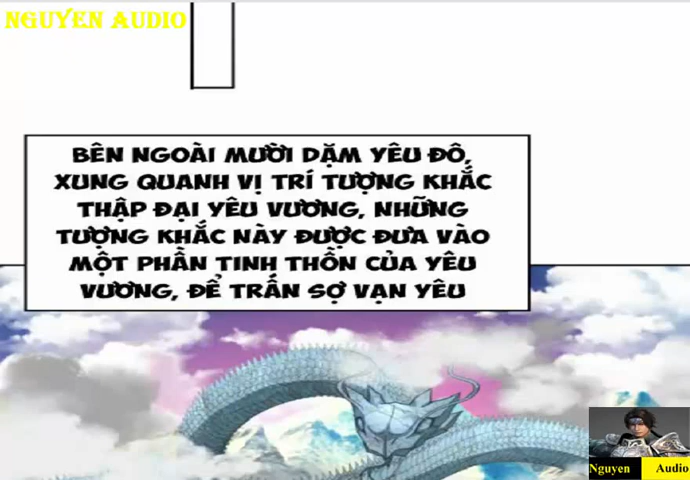 NGUYEN AUDIO
BÊN NGOÀI MƯỜI DẶM YÊU ĐÔ,
XUNG QUANH VỊ TRÍ TƯỢNG KHẮC
THẬP ĐẠI YÊU VƯƠNG, NHỮNG
TƯỢNG KHẮC NÀY ĐƯỢC ĐƯA VÀO
MỘT PHẦN TINH THỒN CỦA YÊU
VƯƠNG, ĐỂ TRẤN SỢ VẠN YÊU
Nguyen Audio